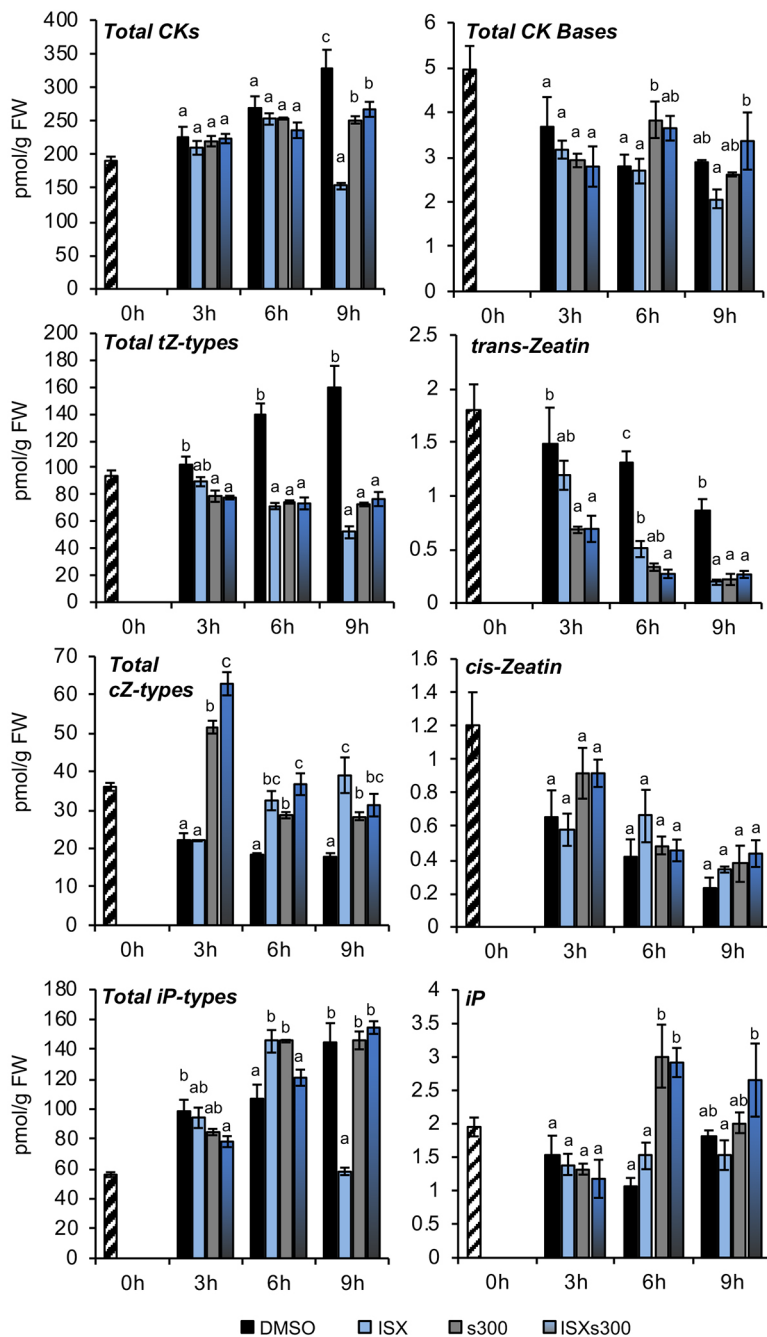 Total CKs
pmol/g FW
400
350
300
250
200
150
100
50
0
a a a a
a a a a
c a b b
0h 3h 6h 9h
Total CK Bases
6
5
4
3
2
1
0
a a a a
a a b ab
ab a ab b
0h 3h 6h 9h
Total tZ-types
pmol/g FW
200
180
160
140
120
100
80
60
40
20
0
b ab a a
b a a a
b a a a
0h 3h 6h 9h
trans-Zeatin
2.5
2
1.5
1
0.5
0
b ab a a
c b ab a
b a a a
0h 3h 6h 9h
Total
cZ-types
pmol/g FW
70
60
50
40
30
20
10
0
a a b c
a bc b c
a c b bc
0h 3h 6h 9h
cis-Zeatin
1.6
1.4
1.2
1
0.8
0.6
0.4
0.2
0
a a a a
a a a a
a a a a
0h 3h 6h 9h
Total iP-types
pmol/g FW
180
160
140
120
100
80
60
40
20
0
b ab ab a
a b b a
b a b b
0h 3h 6h 9h
iP
4
3.5
3
2.5
2
1.5
1
0.5
0
a a a a
a a b b
ab a ab b
0h 3h 6h 9h
DMSO ISX s300 ISXs300